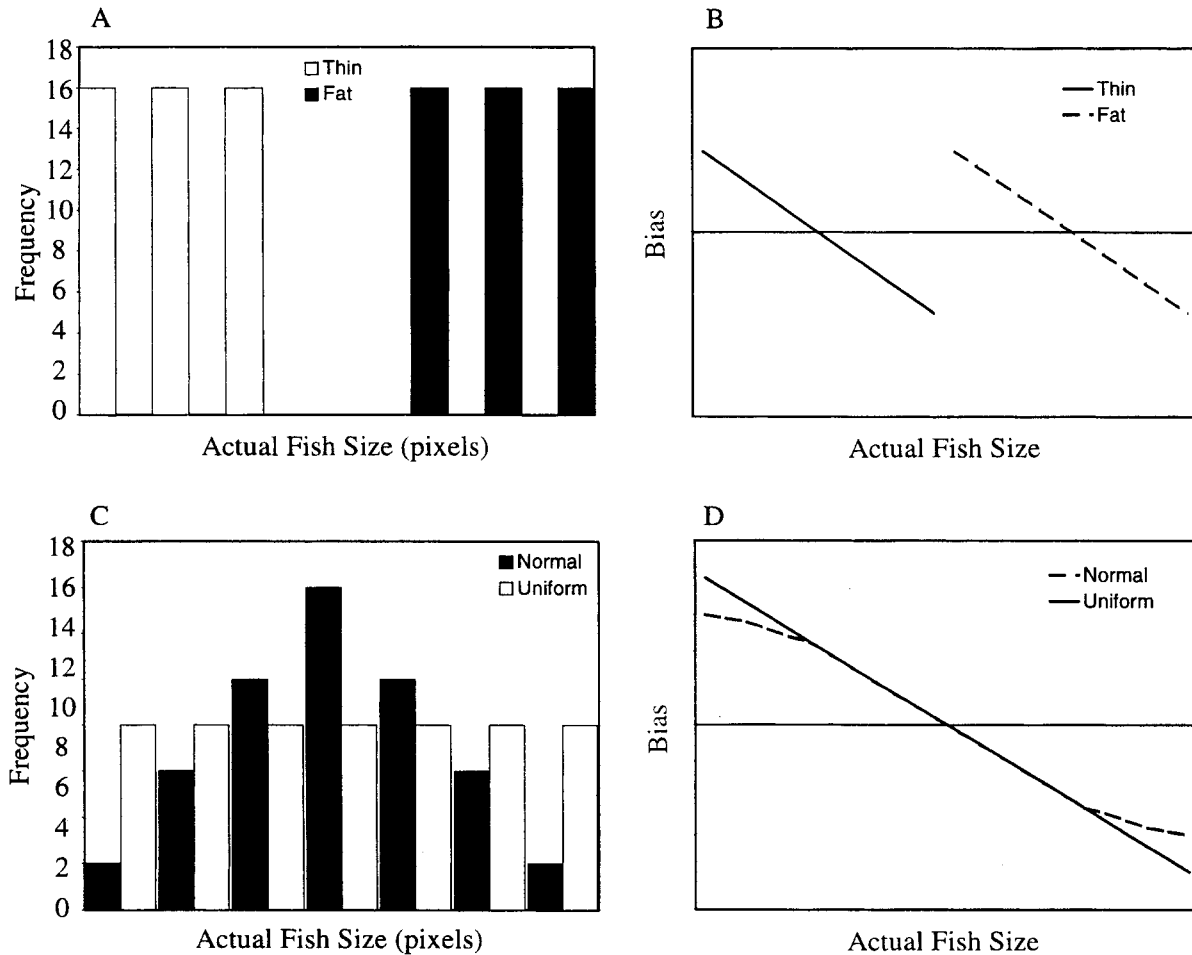 A
18
16
14
12
10
8
6
4
2
0
Frequency
Thin
Fat
Actual Fish Size (pixels)
B
Thin
Fat
Bias
Actual Fish Size
C
18
16
14
12
10
8
6
4
2
0
Frequency
Normal
Uniform
Actual Fish Size (pixels)
D
Normal
Uniform
Bias
Actual Fish Size